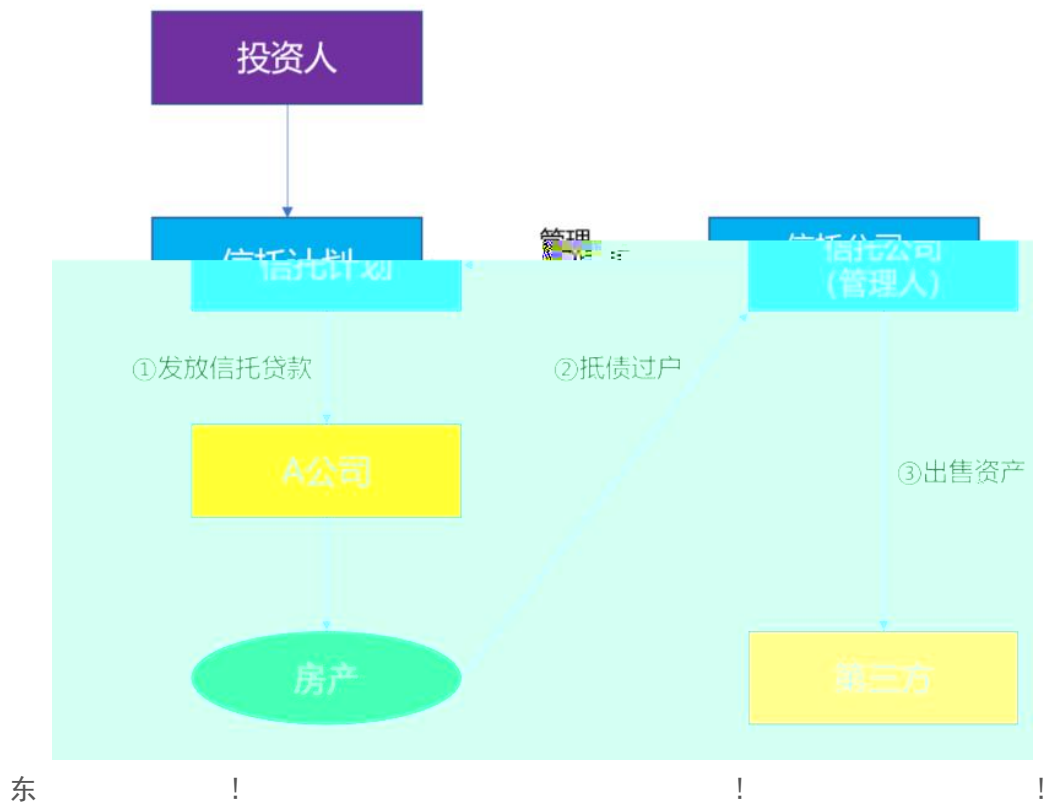 投资人
管理
信托计划
信托公司
（管理人）
①发放信托贷款
②抵债过户
A公司
③出售资产
房产
第三方
东 ! ! !